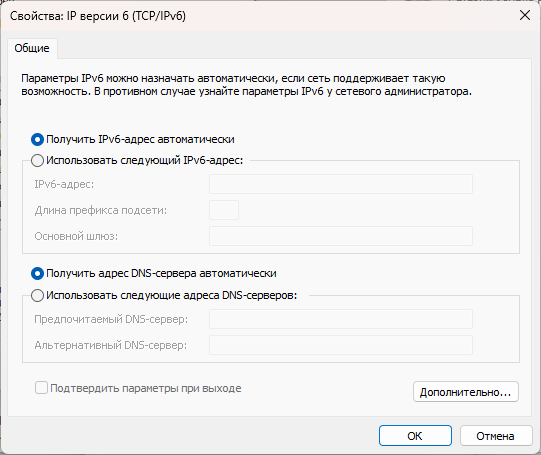 Свойства: IP версии 6 (TCP/IPv6)
Общие
Параметры IPv6 можно назначать автоматически, если сеть поддерживает такую
возможность. В противном случае узнайте параметры IPv6 у сетевого администратора.
Получить IPv6-адрес автоматически
Использовать следующий IPv6-адрес:
IPv6-адрес:
Длина префикса подсети:
Основной шлюз:
Получить адрес DNS-сервера автоматически
Использовать следующие адреса DNS-серверов:
Предпочитаемый DNS-сервер:
Альтернативный DNS-сервер:
Подтвердить параметры при выходе
Дополнительно...
ОК
Отмена